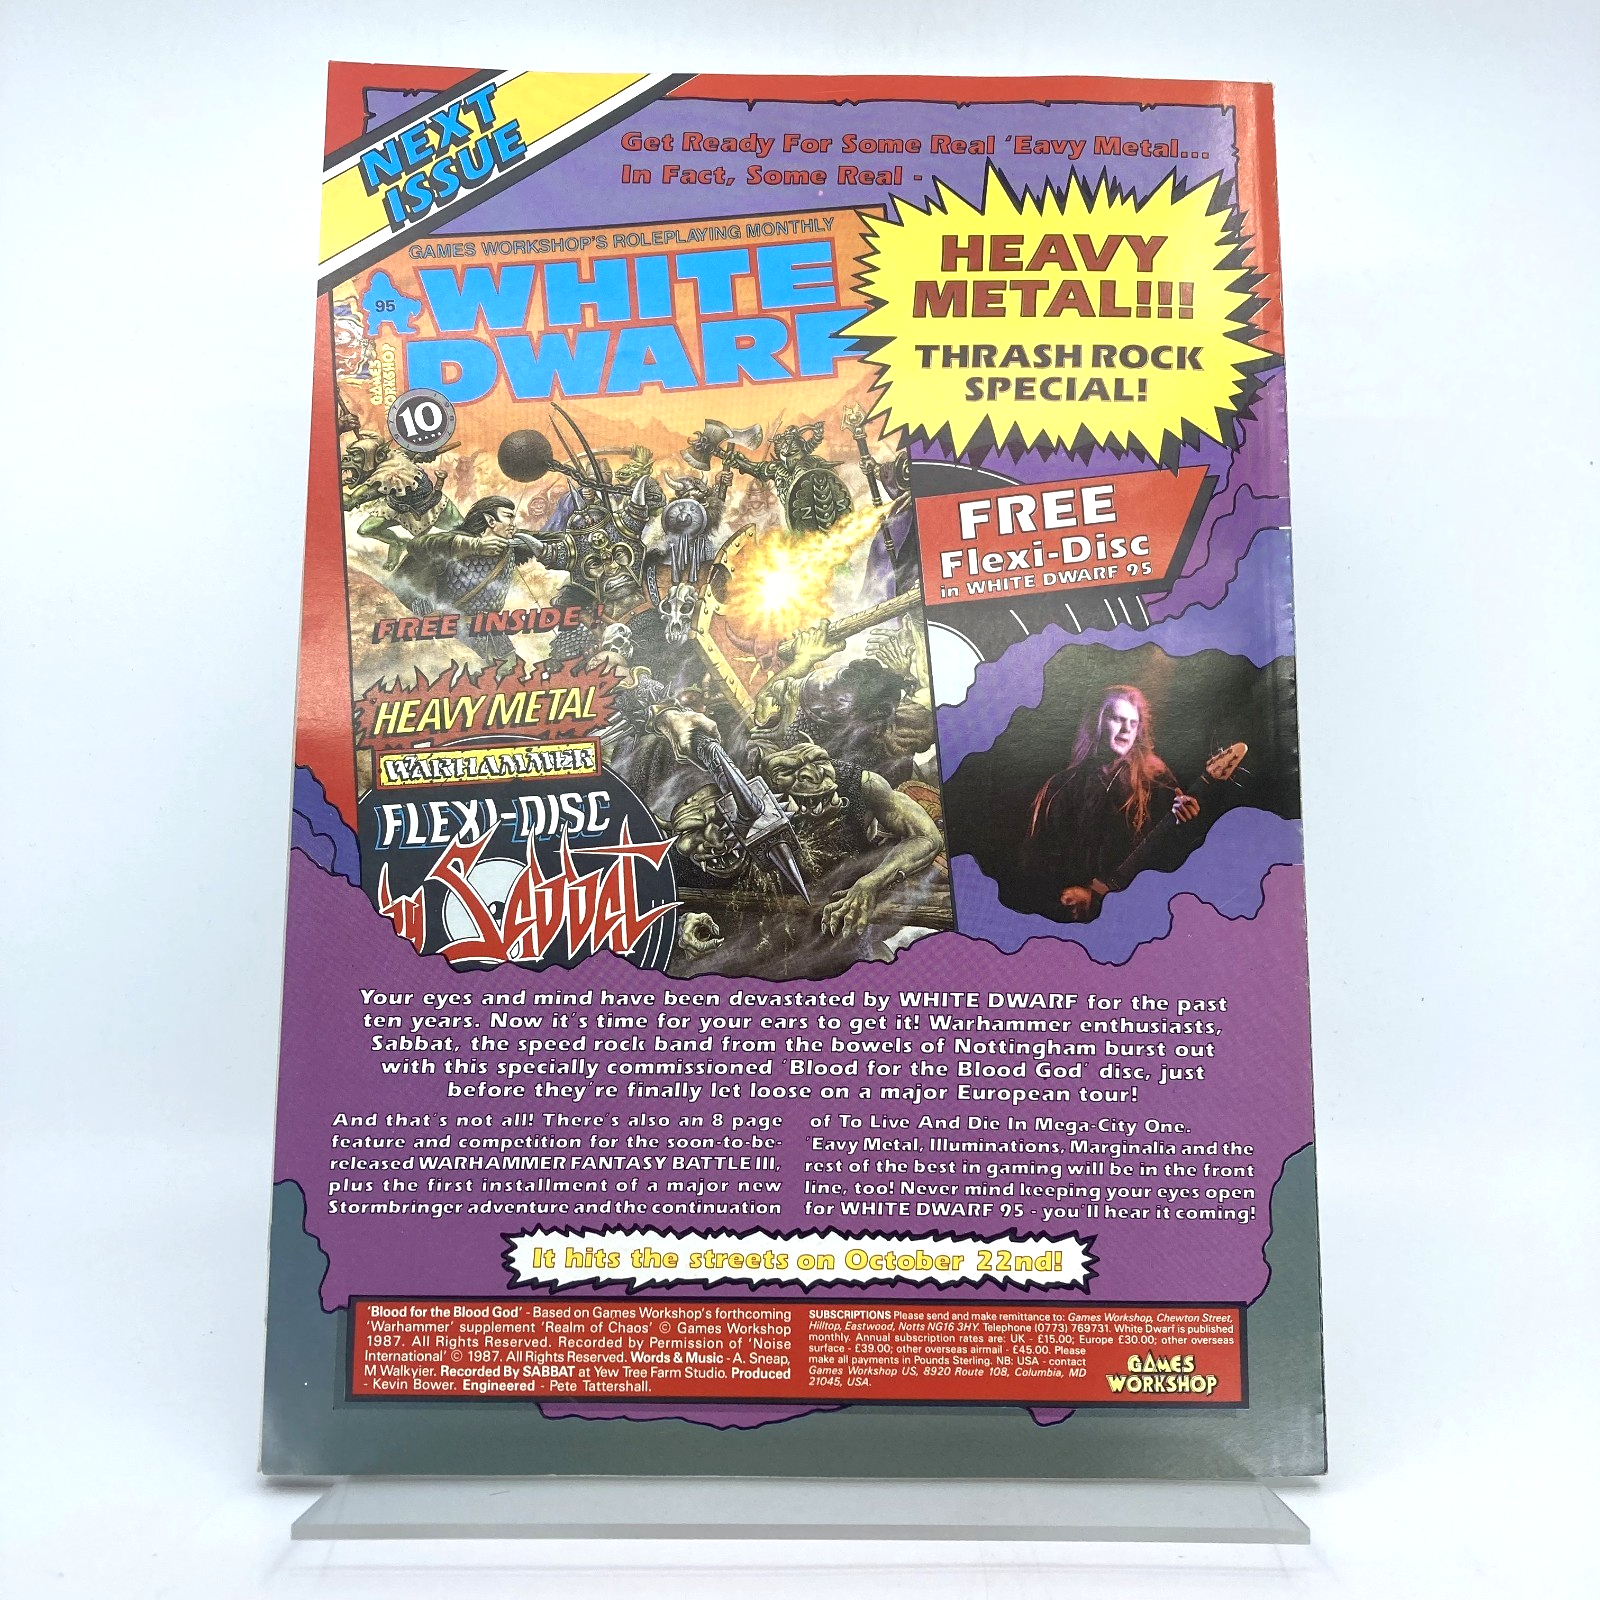 NEXT
ISSUE
Get Ready For Some Real 'Eavy Metal...
In Fact, Some Real -
HEAVY
METAL!!!
THRASH ROCK
SPECIAL!
GAMES WORKSHOP'S ROLEPLAYING MONTHLY
WHITE
DWARF
95
GAMES
WORKSHOP
10
YEARS
FREE
Flexi-Disc
in WHITE DWARF 95
FREE INSIDE !
HEAVY METAL
WARHAMMER
FLEXI-DISC
by Sabbat
Your eyes and mind have been devastated by WHITE DWARF for the past
ten years. Now it's time for your ears to get it! Warhammer enthusiasts,
Sabbat, the speed rock band from the bowels of Nottingham burst out
with this specially commissioned 'Blood for the Blood God' disc, just
before they're finally let loose on a major European tour!
And that's not all! There's also an 8 page
feature and competition for the soon-to-be-
released WARHAMMER FANTASY BATTLE III,
plus the first installment of a major new
Stormbringer adventure and the continuation
of To Live And Die In Mega-City One.
'Eavy Metal, Illuminations, Marginalia and the
rest of the best in gaming will be in the front
line, too! Never mind keeping your eyes open
for WHITE DWARF 95 - you'll hear it coming!
It hits the streets on October 22nd!
'Blood for the Blood God' - Based on Games Workshop's forthcoming
'Warhammer' supplement 'Realm of Chaos' © Games Workshop
1987. All Rights Reserved. Recorded by Permission of 'Noise
International' © 1987. All Rights Reserved. Words & Music - A. Sneap,
M Walkyier. Recorded By SABBAT at Yew Tree Farm Studio. Produced
- Kevin Bower. Engineered - Pete Tattershall.
SUBSCRIPTIONS Please send and make remittance to: Games Workshop, Chewton Street,
Hilltop, Eastwood, Notts NG16 3HY. Telephone (0773) 769731. White Dwarf is published
monthly. Annual subscription rates are: UK - £15.00; Europe £30.00; other overseas
surface - £39.00; other overseas airmail - £45.00. Please
make all payments in Pounds Sterling. NB: USA - contact
Games Workshop US, 8920 Route 108, Columbia, MD
21045, USA.
GAMES
WORKSHOP